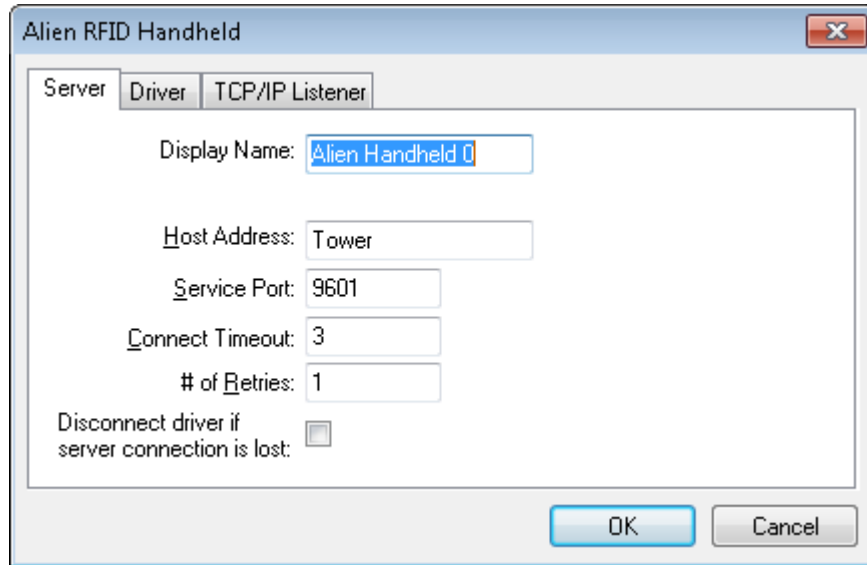 Alien RFID Handheld
Server Driver TCP/IP Listener
Display Name: Alien Handheld 0
Host Address: Tower
Service Port: 9601
Connect Timeout: 3
# of Retries: 1
Disconnect driver if
server connection is lost:
OK Cancel